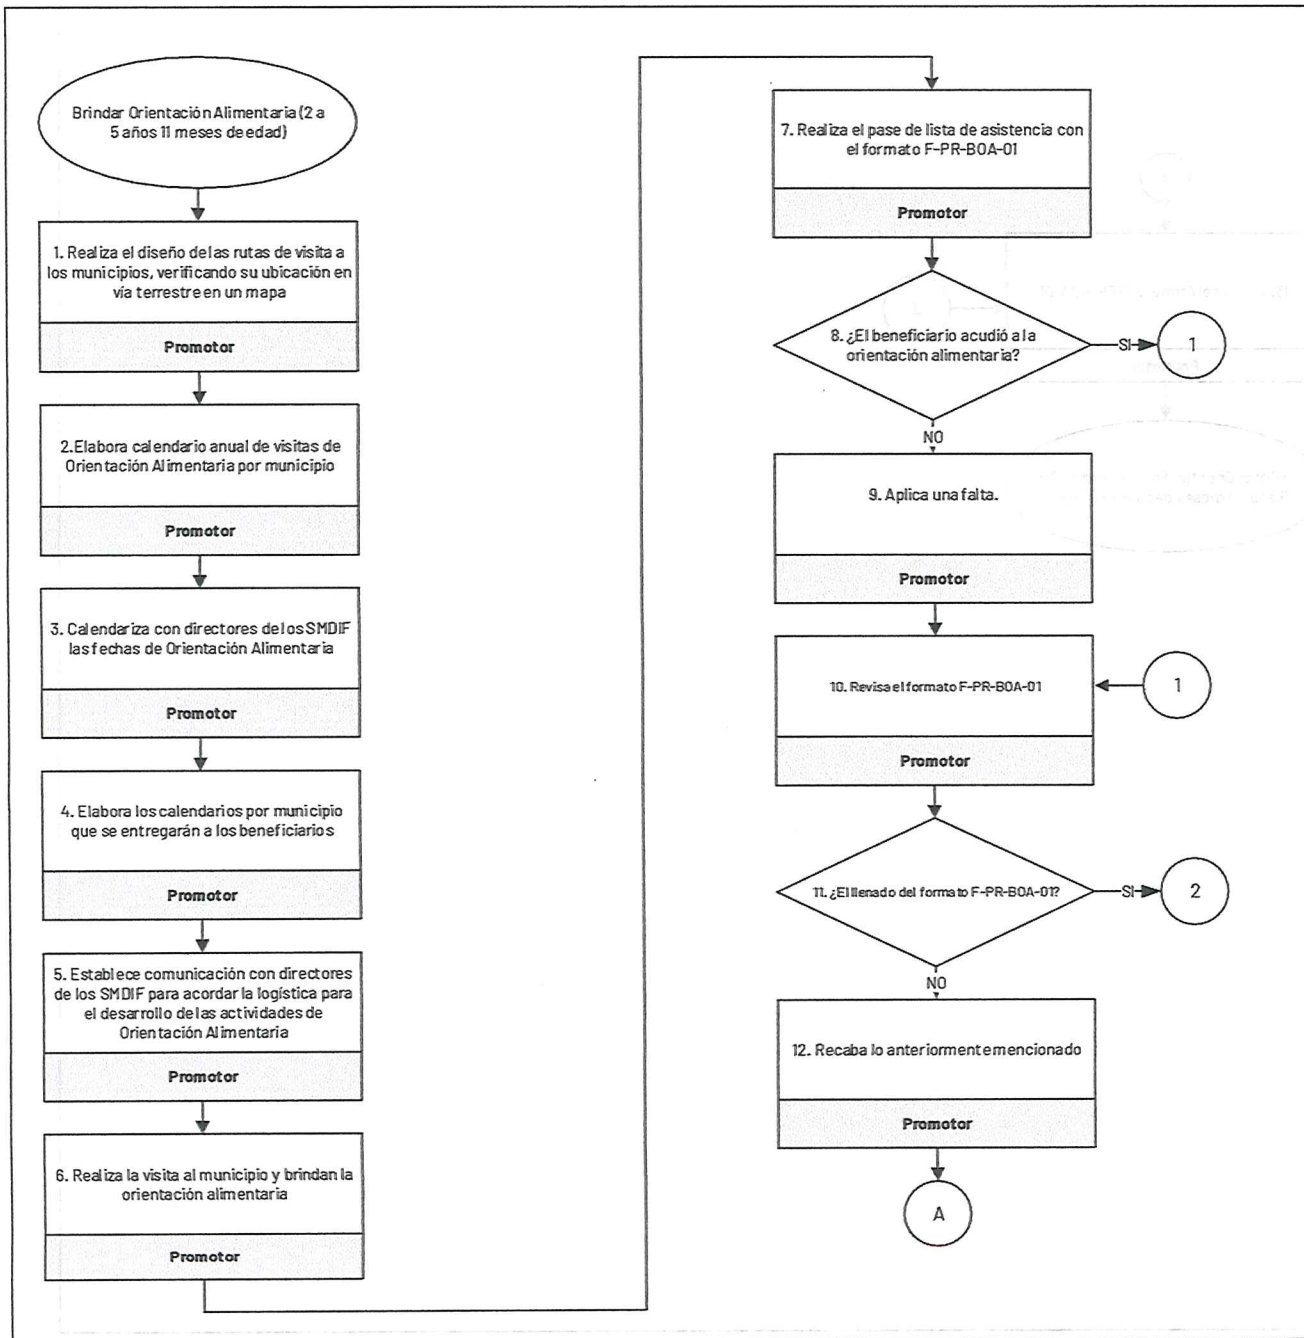 Brindar Orientación Alimentaria (2 a
5 años 11 meses de edad)
1. Realiza el diseño de las rutas de visita a
los municipios, verificando su ubicación en
vía terrestre en un mapa
Promotor
2. Elabora calendario anual de visitas de
Orientación Alimentaria por municipio
Promotor
3. Calendariza con directores de los SMDIF
las fechas de Orientación Alimentaria
Promotor
4. Elabora los calendarios por municipio
que se entregarán a los beneficiarios
Promotor
5. Establece comunicación con directores
de los SMDIF para acordar la logística para
el desarrollo de las actividades de
Orientación Alimentaria
Promotor
6. Realiza la visita al municipio y brindan la
orientación alimentaria
Promotor
7. Realiza el pase de lista de asistencia con
el formato F-PR-BOA-01
Promotor
8. ¿El beneficiario acudió a la
orientación alimentaria?
SI
1
NO
9. Aplica una falta.
Promotor
10. Revisa el formato F-PR-BOA-01
1
Promotor
11. ¿El llenado del formato F-PR-BOA-01?
SI
2
NO
12. Recaba lo anteriormente mencionado
Promotor
A